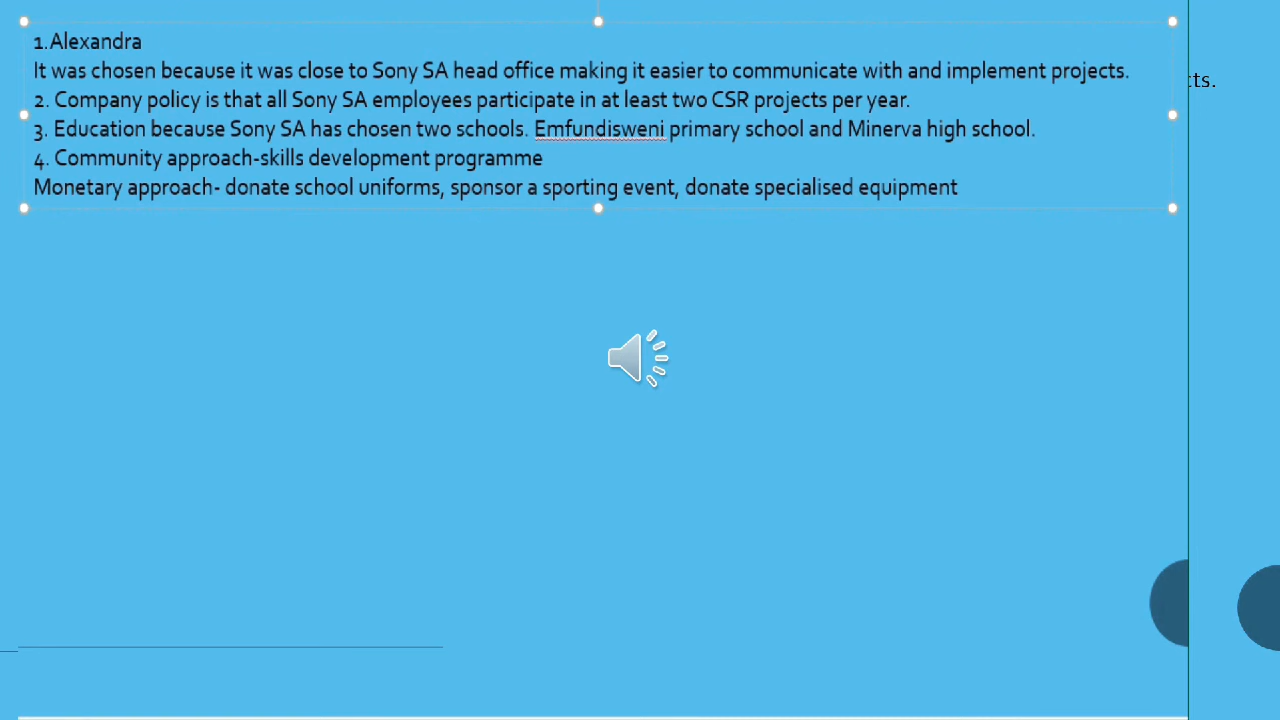 1.Alexandra
It was chosen because it was close to Sony SA head office making it easier to communicate with and implement projects.
2. Company policy is that all Sony SA employees participate in at least two CSR projects per year.
3. Education because Sony SA has chosen two schools. Emfundisweni primary school and Minerva high school.
4. Community approach-skills development programme
Monetary approach- donate school uniforms, sponsor a sporting event, donate specialised equipment
cts.